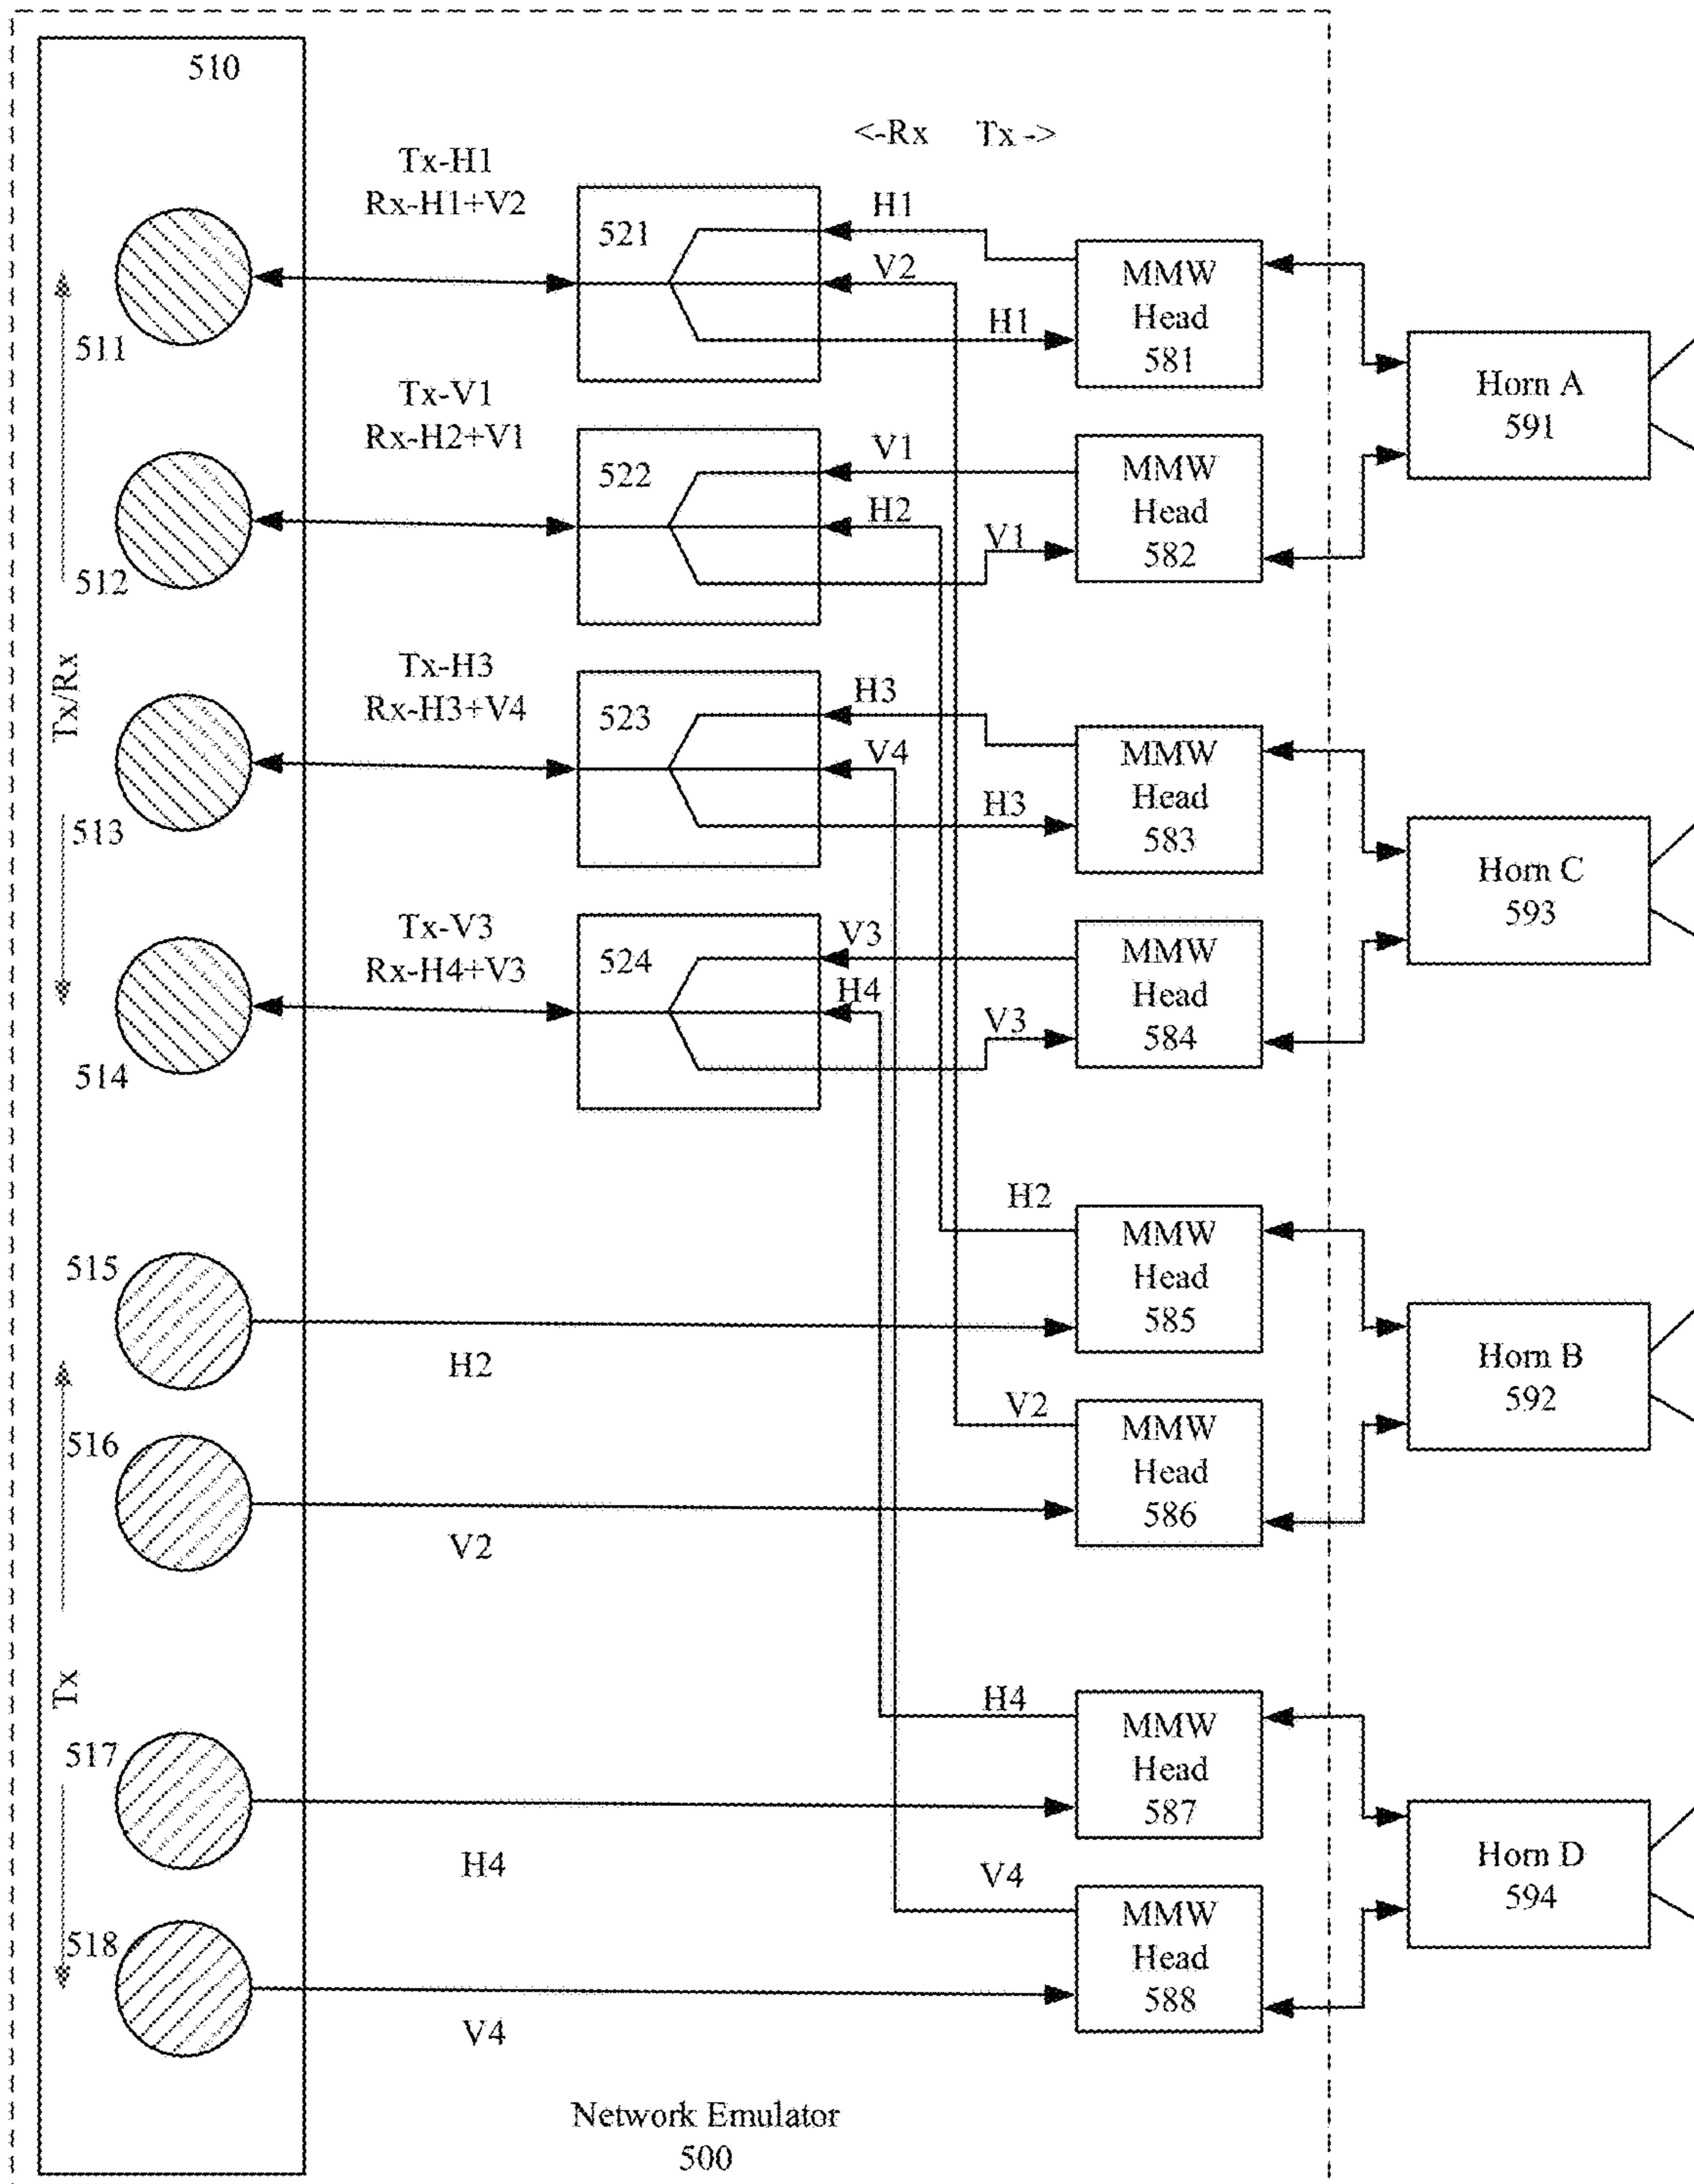 510
<-Rx Tx ->
Tx-H1
Rx-H1+V2
521
H1
V2
H1
MMW
Head
581
511
Horn A
591
Tx-V1
Rx-H2+V1
522
V1
H2
V1
MMW
Head
582
512
Tx/Rx
Tx-H3
Rx-H3+V4
523
H3
V4
H3
MMW
Head
583
513
Horn C
593
Tx-V3
Rx-H4+V3
524
V3
H4
V3
MMW
Head
584
514
H2
MMW
Head
585
515
H2
Horn B
592
516
V2
V2
MMW
Head
586
Tx
H4
MMW
Head
587
517
H4
Horn D
594
V4
MMW
Head
588
518
V4
Network Emulator
500